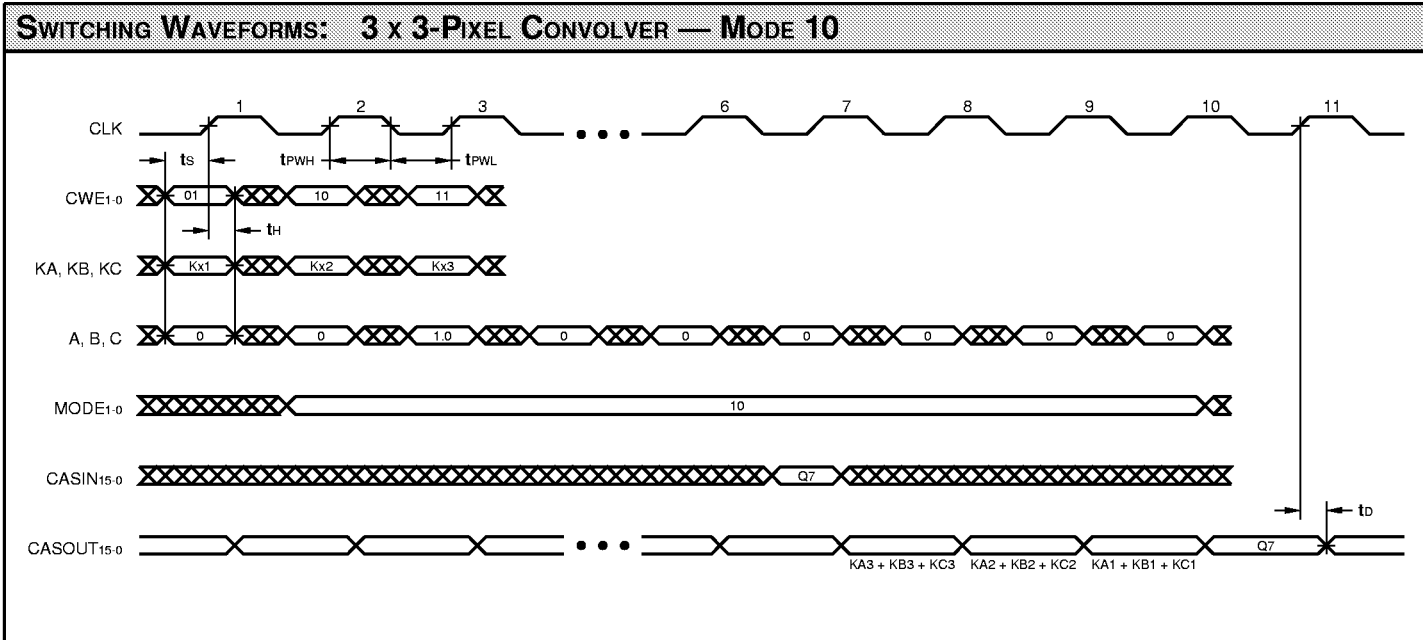 SWITCHING WAVEFORMS: 3 X 3-PIXEL CONVOLVER — MODE 10
1 2 3 6 7 8 9 10 11
CLK
tS tPWH tPWL
CWE1-0 01 10 11
tH
KA, KB, KC Kx1 Kx2 Kx3
A, B, C 0 0 1.0 0 0 0 0 0 0
MODE1-0 10
CASIN15-0 Q7
tD
CASOUT15-0 Q7
KA3 + KB3 + KC3 KA2 + KB2 + KC2 KA1 + KB1 + KC1